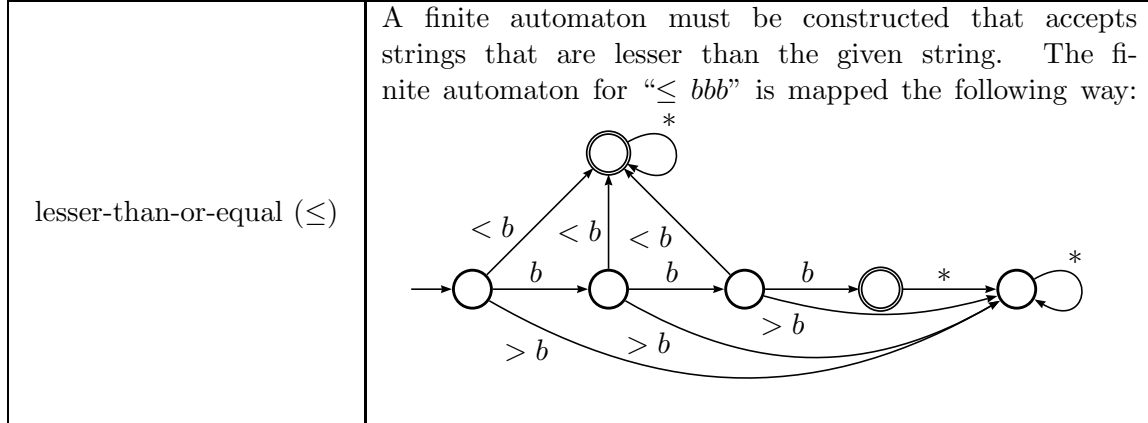 A finite automaton must be constructed that accepts
strings that are lesser than the given string. The fi-
nite automaton for “≤ bbb” is mapped the following way:
*
lesser-than-or-equal (≤)
< b
< b
< b
b
b
b
*
*
> b
> b
> b